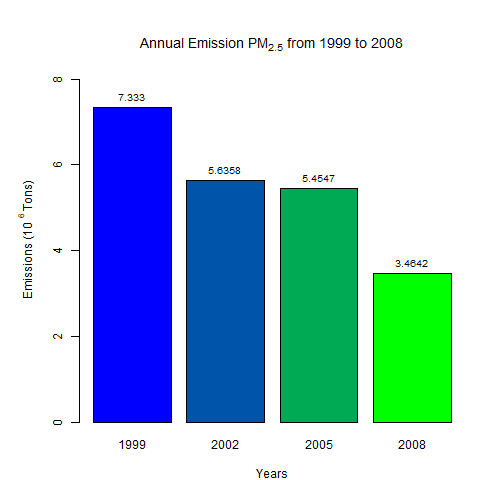 Annual Emission PM2.5 from 1999 to 2008
Emissions (10 6 Tons)
8
6
4
2
0
7.333
5.6358
5.4547
3.4642
1999 2002 2005 2008
Years